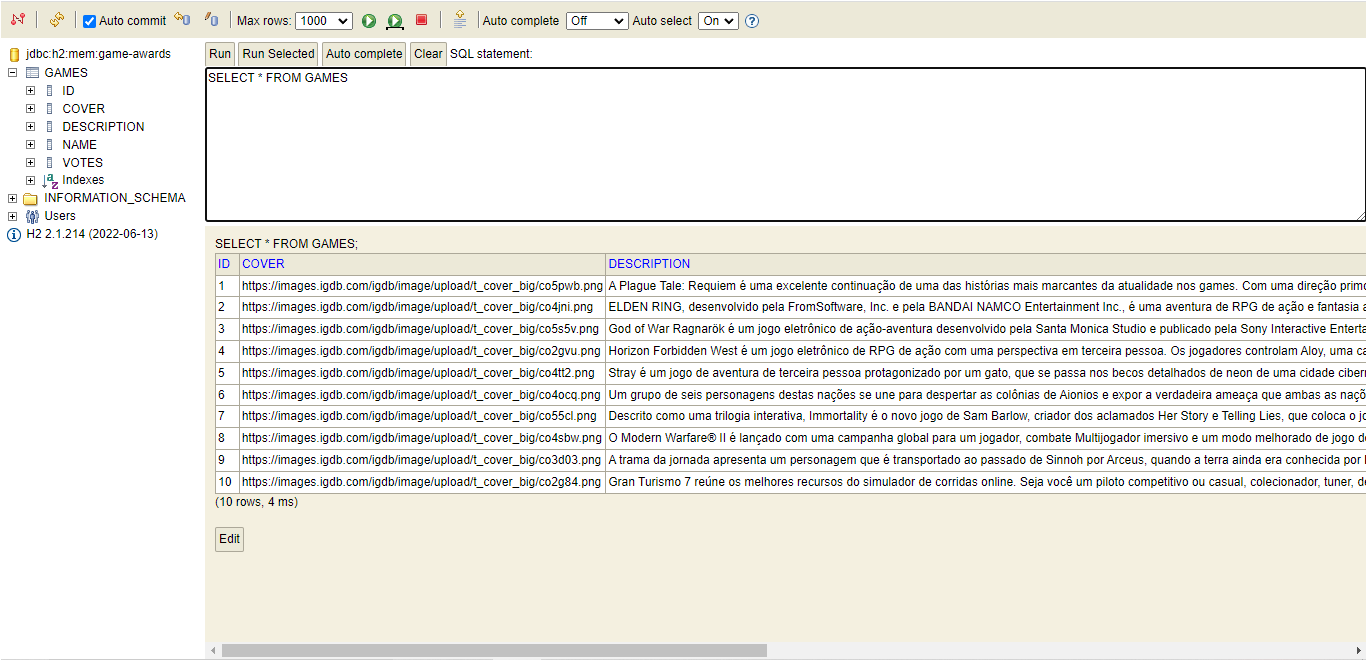 Auto commit Max rows: 1000 Auto complete Off Auto select On ?
jdbc:h2:mem:game-awards
GAMES
ID
COVER
DESCRIPTION
NAME
VOTES
Indexes
INFORMATION_SCHEMA
Users
H2 2.1.214 (2022-06-13)
Run Run Selected Auto complete Clear SQL statement:
SELECT * FROM GAMES
SELECT * FROM GAMES;
ID COVER DESCRIPTION
1 https://images.igdb.com/igdb/image/upload/t_cover_big/co5pwb.png A Plague Tale: Requiem é uma excelente continuação de uma das histórias mais marcantes da atualidade nos games. Com uma direção primo
2 https://images.igdb.com/igdb/image/upload/t_cover_big/co4jni.png ELDEN RING, desenvolvido pela FromSoftware, Inc. e pela BANDAI NAMCO Entertainment Inc., é uma aventura de RPG de ação e fantasia a
3 https://images.igdb.com/igdb/image/upload/t_cover_big/co5s5v.png God of War Ragnarök é um jogo eletrônico de ação-aventura desenvolvido pela Santa Monica Studio e publicado pela Sony Interactive Enterta
4 https://images.igdb.com/igdb/image/upload/t_cover_big/co2gvu.png Horizon Forbidden West é um jogo eletrônico de RPG de ação com uma perspectiva em terceira pessoa. Os jogadores controlam Aloy, uma ca
5 https://images.igdb.com/igdb/image/upload/t_cover_big/co4tt2.png Stray é um jogo de aventura de terceira pessoa protagonizado por um gato, que se passa nos becos detalhados de neon de uma cidade ciber
6 https://images.igdb.com/igdb/image/upload/t_cover_big/co4ocq.png Um grupo de seis personagens destas nações se une para despertar as colônias de Aionios e expor a verdadeira ameaça que ambas as naçõ
7 https://images.igdb.com/igdb/image/upload/t_cover_big/co55cl.png Descrito como uma trilogia interativa, Immortality é o novo jogo de Sam Barlow, criador dos aclamados Her Story e Telling Lies, que coloca o jo
8 https://images.igdb.com/igdb/image/upload/t_cover_big/co4sbw.png O Modern Warfare® II é lançado com uma campanha global para um jogador, combate Multijogador imersivo e um modo melhorado de jogo de
9 https://images.igdb.com/igdb/image/upload/t_cover_big/co3d03.png A trama da jornada apresenta um personagem que é transportado ao passado de Sinnoh por Arceus, quando a terra ainda era conhecida por
10 https://images.igdb.com/igdb/image/upload/t_cover_big/co2g84.png Gran Turismo 7 reúne os melhores recursos do simulador de corridas online. Seja você um piloto competitivo ou casual, colecionador, tuner, de
(10 rows, 4 ms)
Edit